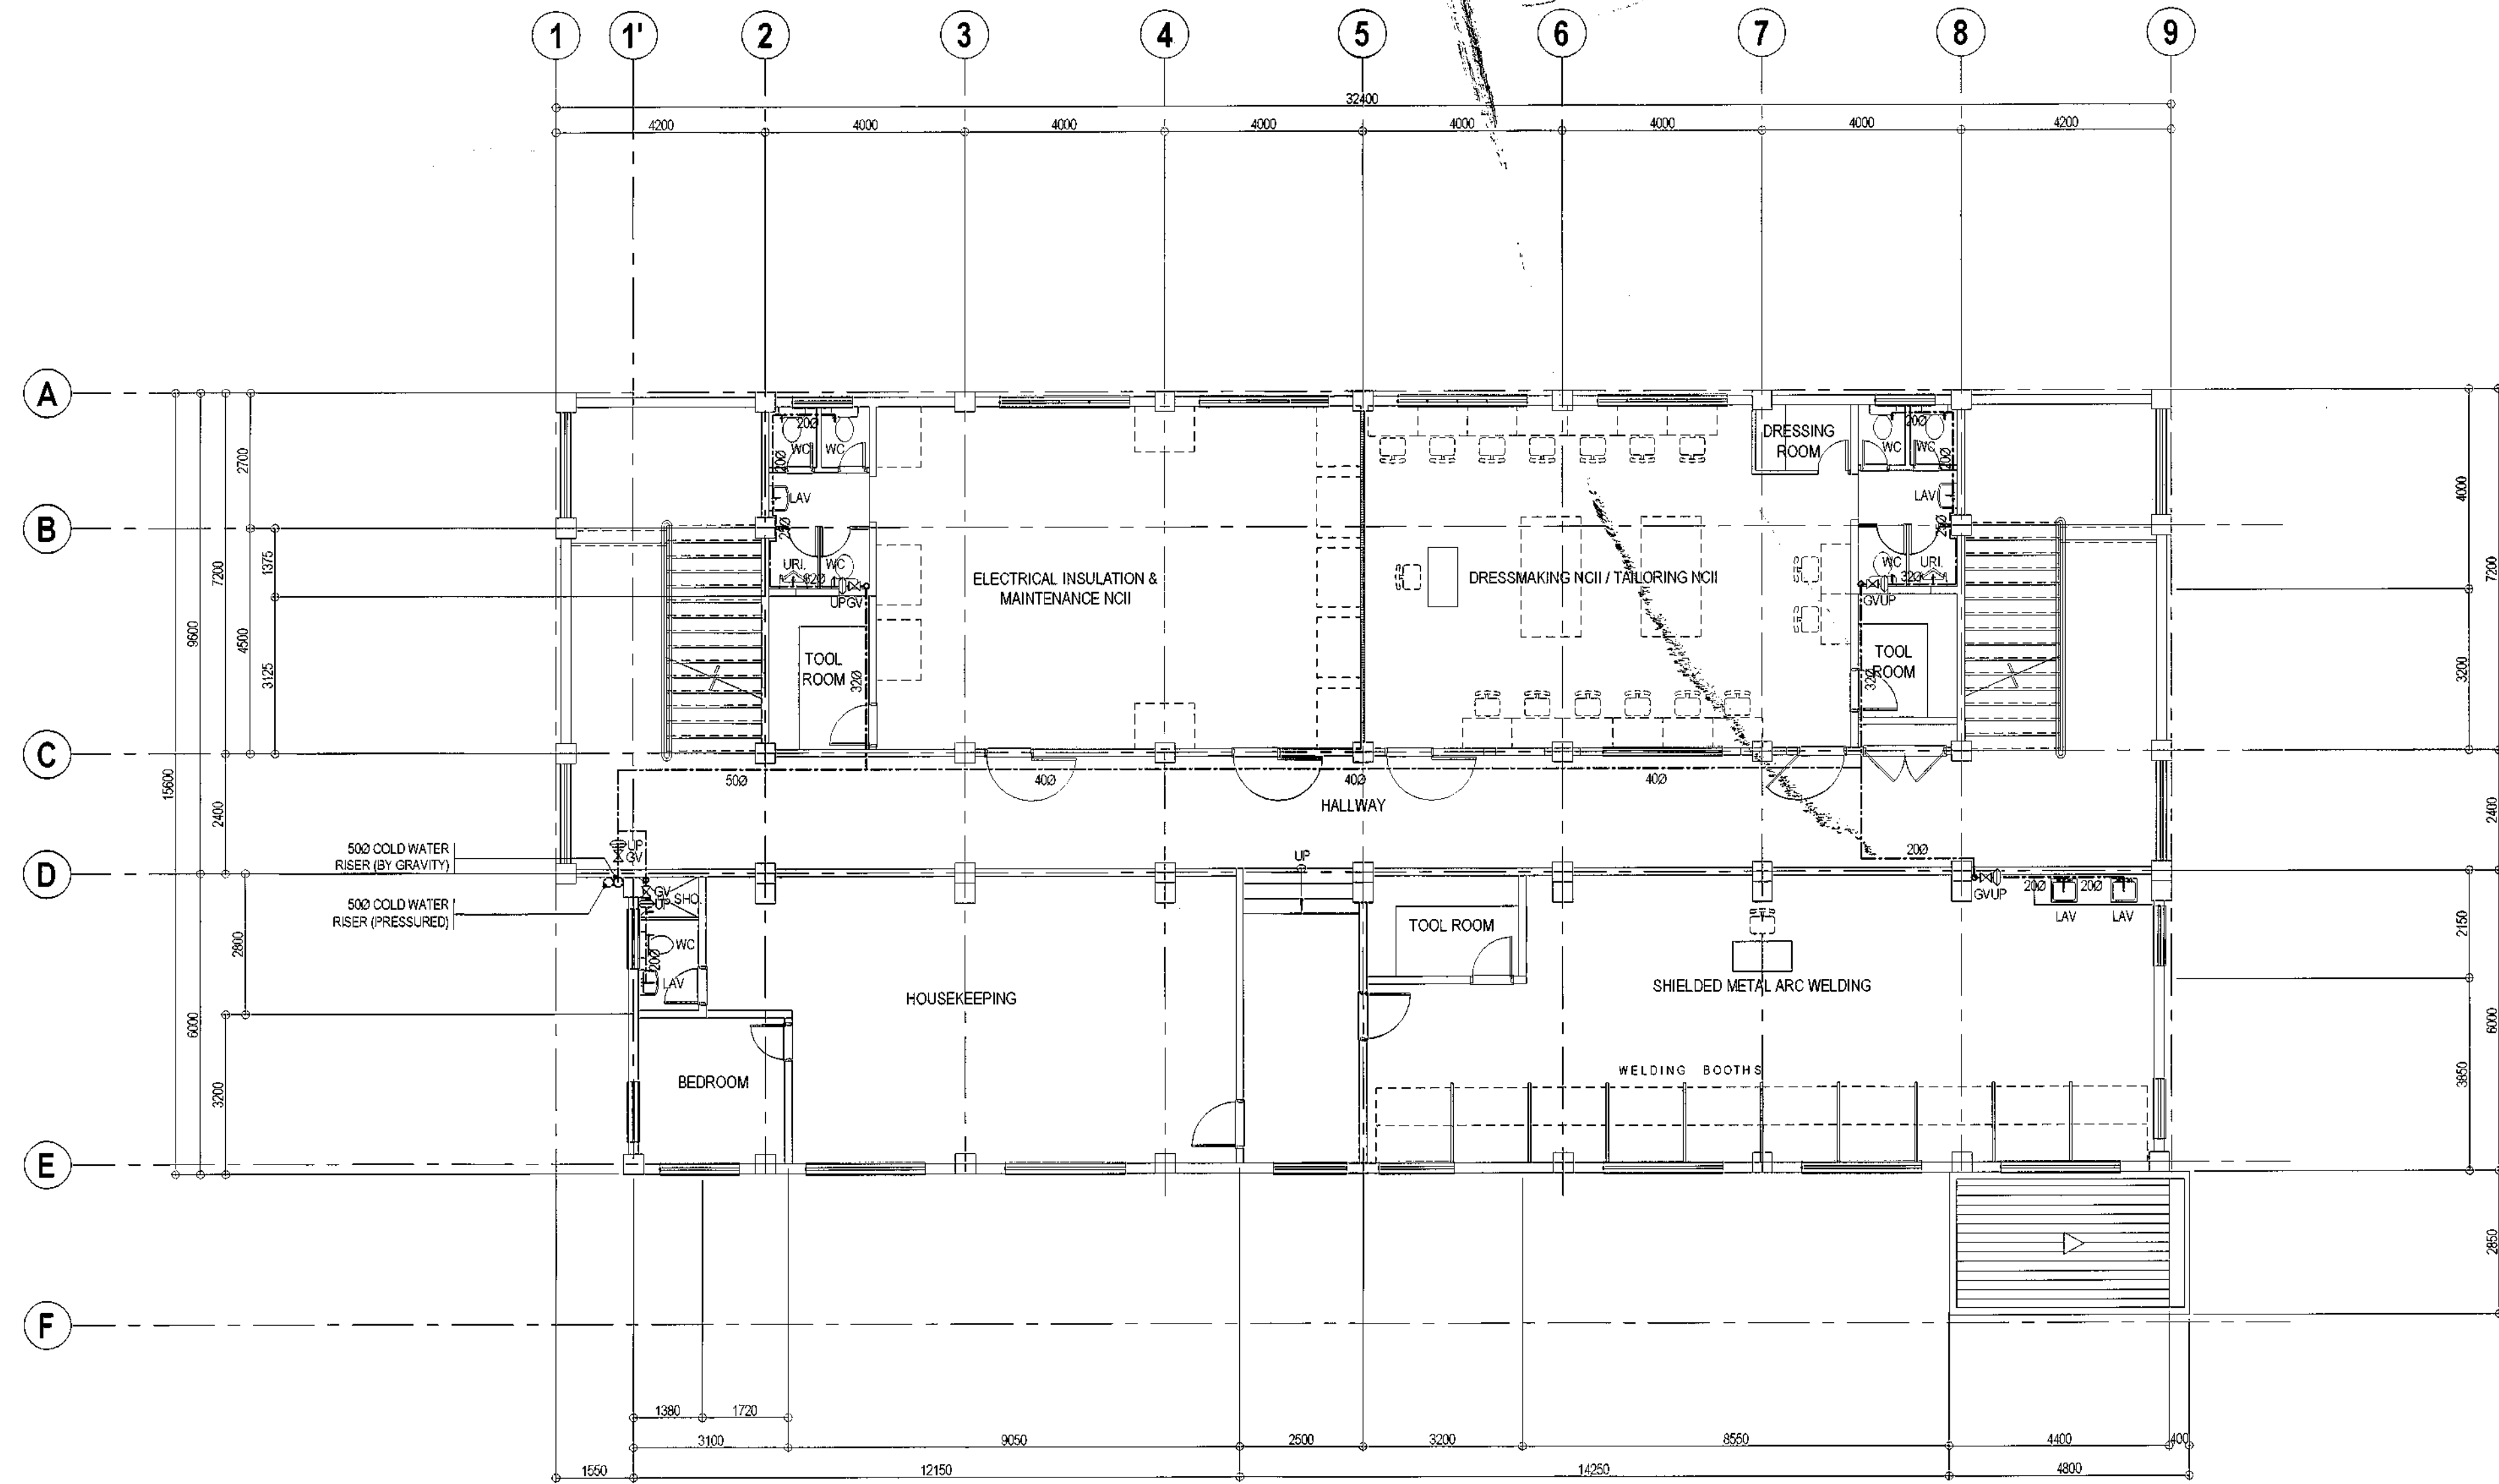 1 1' 2 3 4 5 6 7 8 9
32400
4200 4000 4000 4000 4000 4000 4000 4200
A
B
C
D
E
F
2700
1375
4500
3125
7200
9600
15600
2400
2800
6000
3200
4000
7200
3200
2400
2150
6000
3850
2850
20Ø
WC WC
20Ø
LAV
25Ø
URI. WC
32Ø
UPGV
TOOL
ROOM
32Ø
ELECTRICAL INSULATION &
MAINTENANCE NCII
DRESSMAKING NCII / TAILORING NCII
DRESSING
ROOM
20Ø
WC WC
20Ø
LAV
25Ø
WC URI.
32Ø
GVUP
TOOL
ROOM
32Ø
50Ø 40Ø 40Ø 40Ø
HALLWAY
50Ø COLD WATER
RISER (BY GRAVITY)
50Ø COLD WATER
RISER (PRESSURED)
UP
GV
GV
UP SHO.
WC
20Ø
LAV
HOUSEKEEPING
BEDROOM
UP
TOOL ROOM
20Ø
GVUP
20Ø 20Ø
LAV LAV
SHIELDED METAL ARC WELDING
WELDING BOOTHS
1380 1720
3100 9050 2500 3200 8550 4400 400
1550 12150 14250 4800